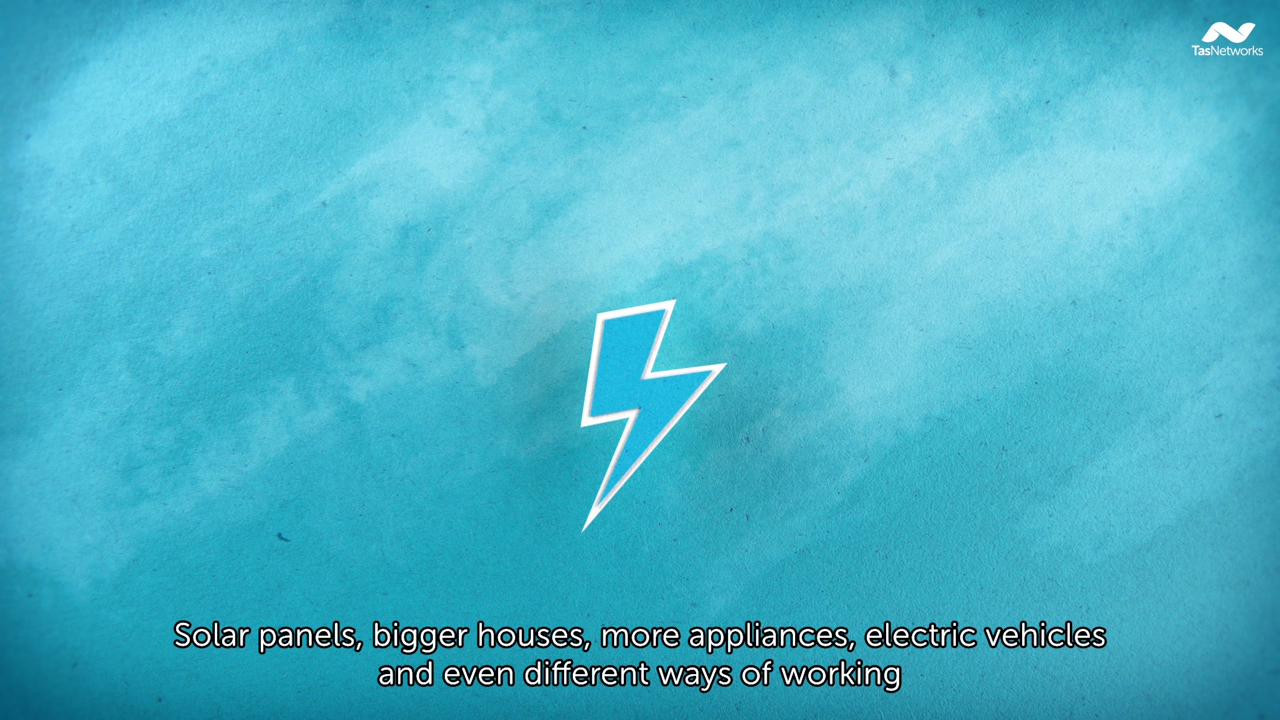 TasNetworks
Solar panels, bigger houses, more appliances, electric vehicles
and even different ways of working